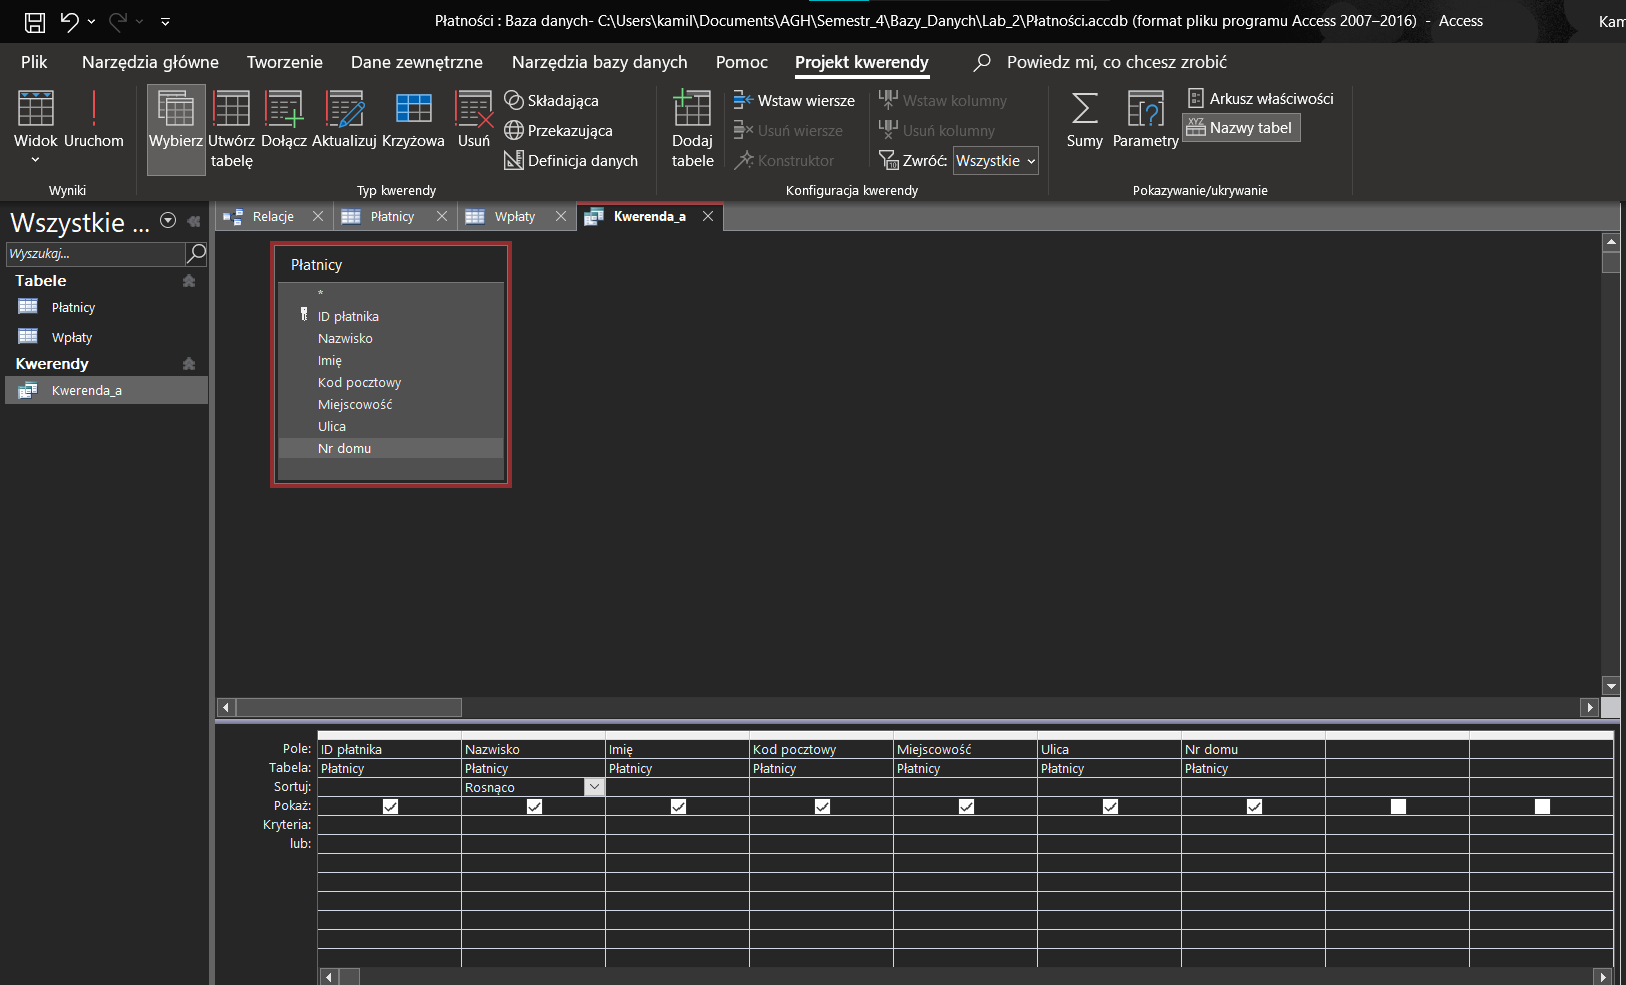 Płatności : Baza danych- C:\Users\kamil\Documents\AGH\Semestr_4\Bazy_Danych\Lab_2\Płatności.accdb (format pliku programu Access 2007–2016) - Access
Kam
Plik Narzędzia główne Tworzenie Dane zewnętrzne Narzędzia bazy danych Pomoc Projekt kwerendy Powiedz mi, co chcesz zrobić
Widok
Uruchom
Wyniki
Wybierz
Utwórz tabelę
Dołącz
Aktualizuj
Krzyżowa
Usuń
Składająca
Przekazująca
Definicja danych
Typ kwerendy
Dodaj tabele
Wstaw wiersze
Usuń wiersze
Konstruktor
Wstaw kolumny
Usuń kolumny
Zwróć: Wszystkie
Konfiguracja kwerendy
Sumy
Parametry
Arkusz właściwości
XYZ Nazwy tabel
Pokazywanie/ukrywanie
Wszystkie ...
Wyszukaj...
Tabele
Płatnicy
Wpłaty
Kwerendy
Kwerenda_a
Relacje Płatnicy Wpłaty Kwerenda_a
Płatnicy
*
ID płatnika
Nazwisko
Imię
Kod pocztowy
Miejscowość
Ulica
Nr domu
Pole: ID płatnika Nazwisko Imię Kod pocztowy Miejscowość Ulica Nr domu
Tabela: Płatnicy Płatnicy Płatnicy Płatnicy Płatnicy Płatnicy Płatnicy
Sortuj: Rosnąco
Pokaż:
Kryteria:
lub: